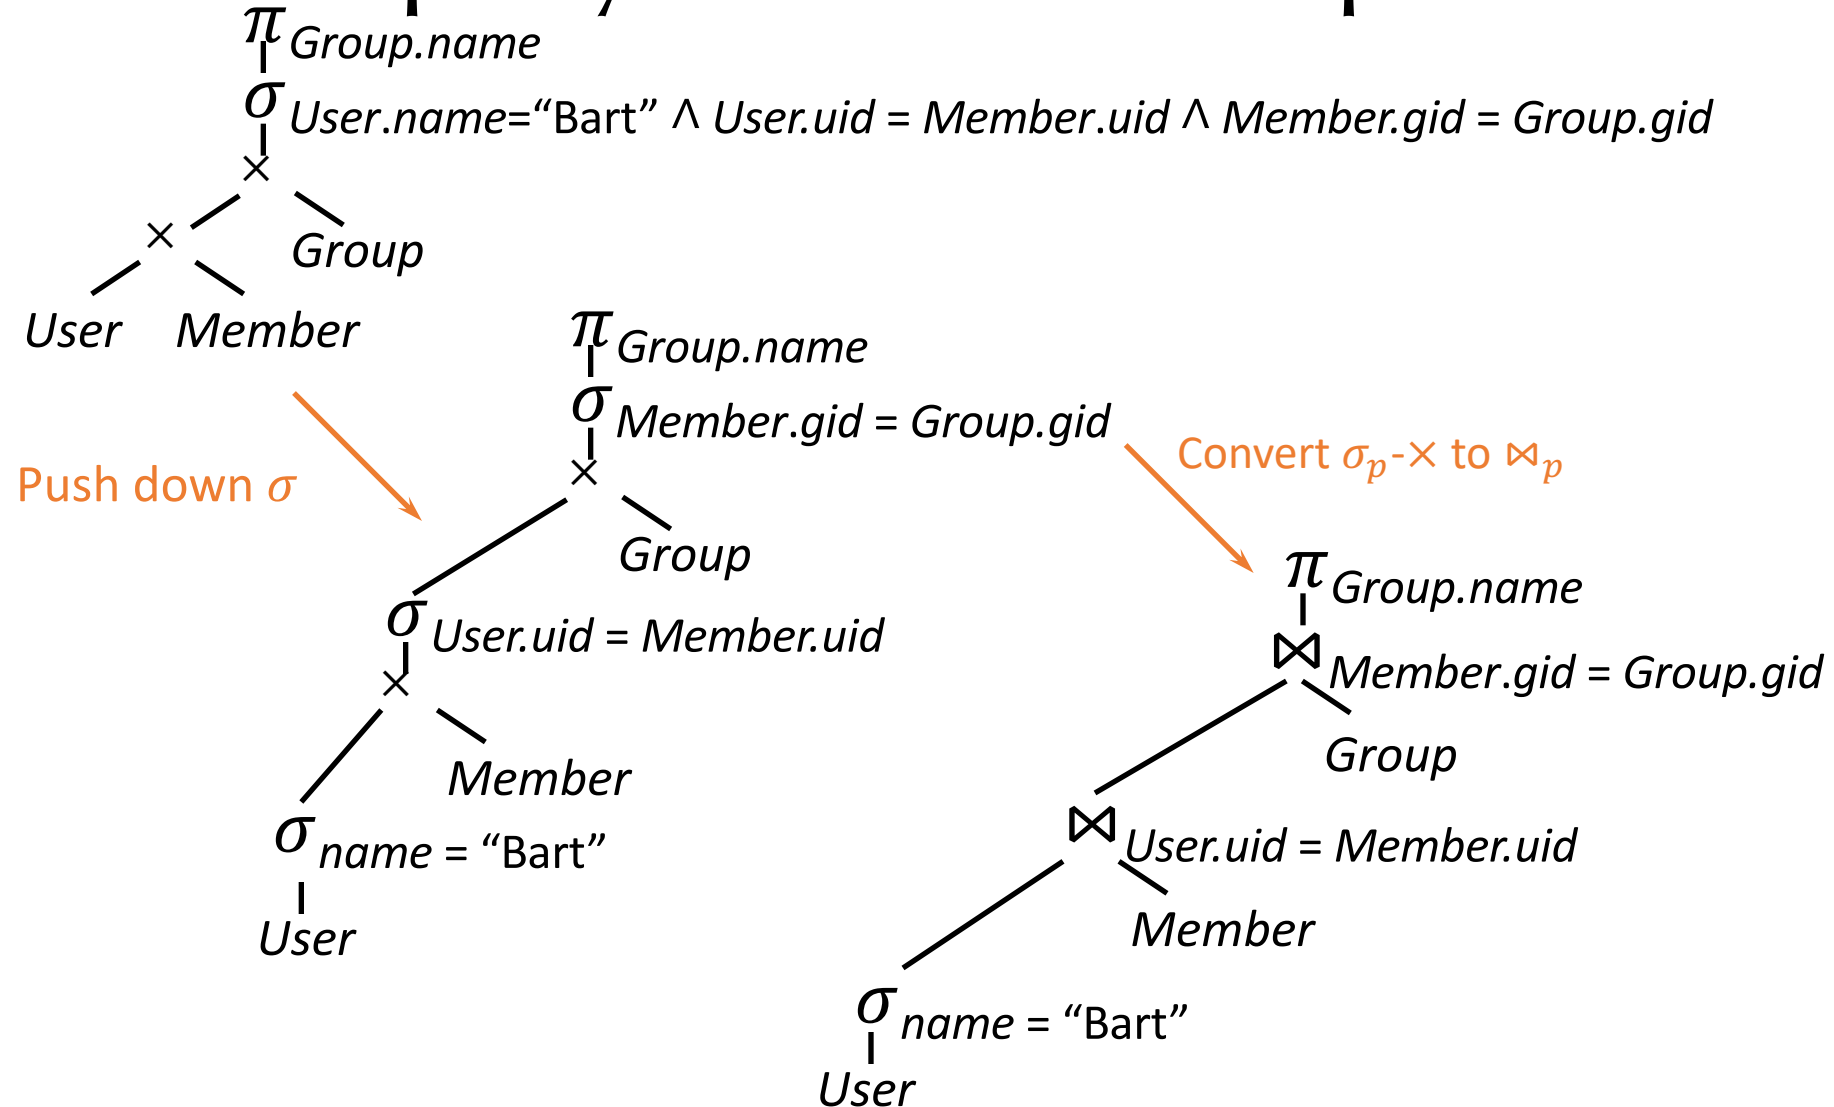 π Group.name
σ User.name=“Bart” ∧ User.uid = Member.uid ∧ Member.gid = Group.gid
×
× Group
User Member
Push down σ
π Group.name
σ Member.gid = Group.gid
×
Group
σ User.uid = Member.uid
×
Member
σ name = “Bart”
User
Convert σp-× to ⋈p
π Group.name
⋈ Member.gid = Group.gid
Group
⋈ User.uid = Member.uid
Member
σ name = “Bart”
User